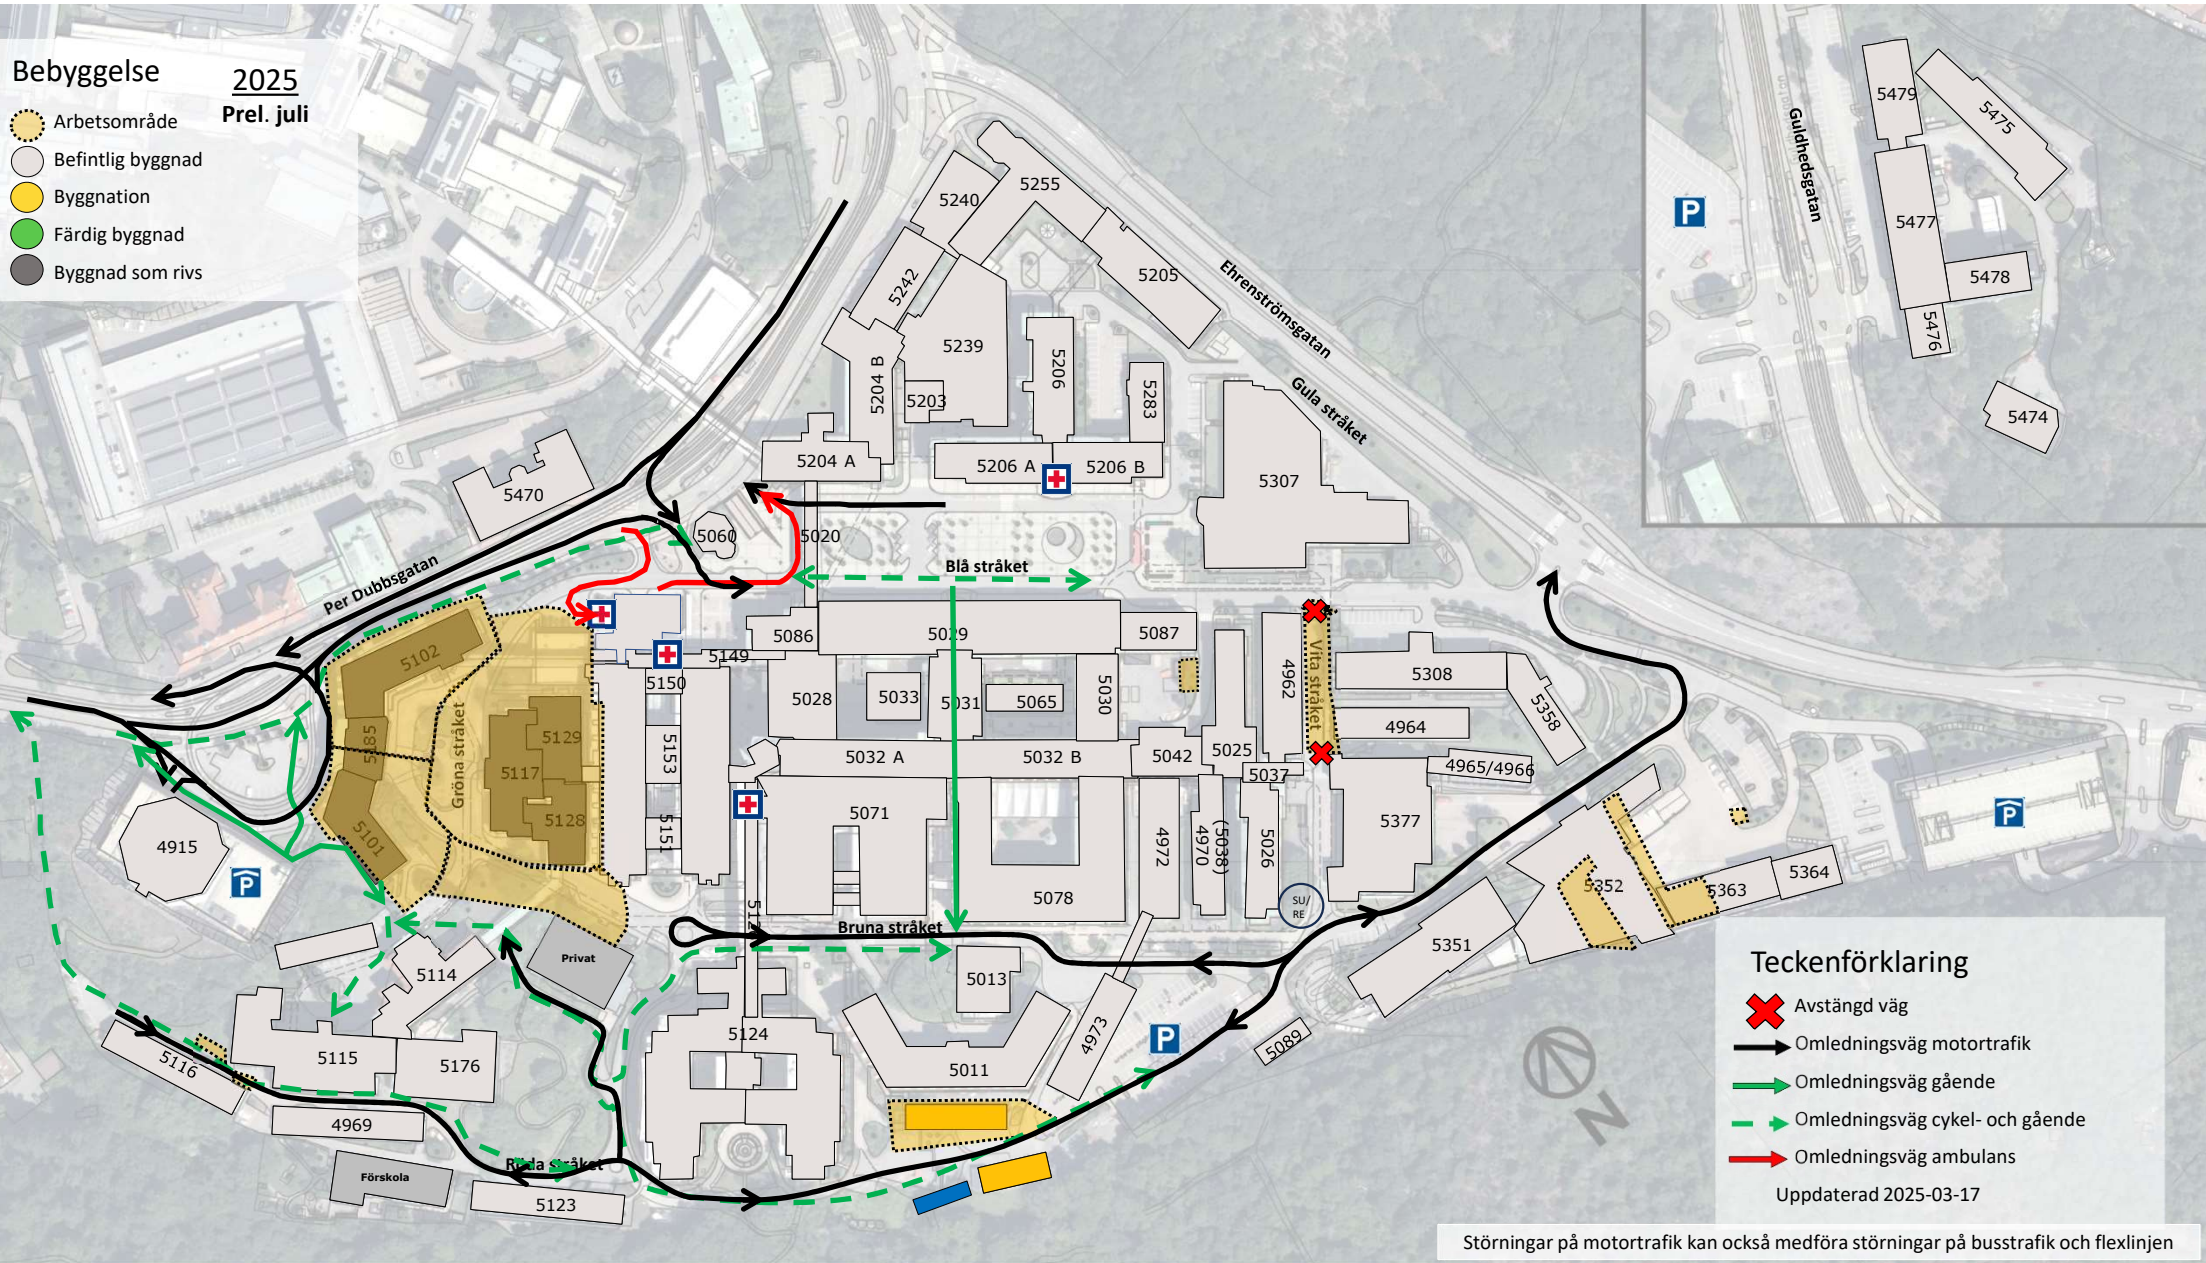 Bebyggelse
2025
Prel. juli
Arbetsområde
Befintlig byggnad
Byggnation
Färdig byggnad
Byggnad som rivs
5479
5475
Guldhedsgatan
P
5477
5478
5476
5474
5255
5240
5205
5242
Ehrenströmsgatan
5239
5206
5204 B
5203
5283
Gula stråket
5204 A
5206 A
5206 B
5307
5470
5060
5020
Blå stråket
Per Dubbsgatan
5086
5029
5087
5102
5149
5150
5028
5033
5031
5065
5030
4962
Vita stråket
5308
5358
4964
5185
Gröna stråket
5129
5117
5128
5101
5153
5151
5032 A
5032 B
5042
5025
5037
4965/4966
4915
P
5071
5078
4972
(5038)
4970
5026
5377
P
5352
5363
5364
SU/
RE
Bruna stråket
Privat
5351
5114
5013
5124
4973
P
5089
5116
5115
5176
5011
4969
Röda stråket
Förskola
5123
N
Teckenförklaring
Avstängd väg
Omledningsväg motortrafik
Omledningsväg gående
Omledningsväg cykel- och gående
Omledningsväg ambulans
Uppdaterad 2025-03-17
Störningar på motortrafik kan också medföra störningar på busstrafik och flexlinjen